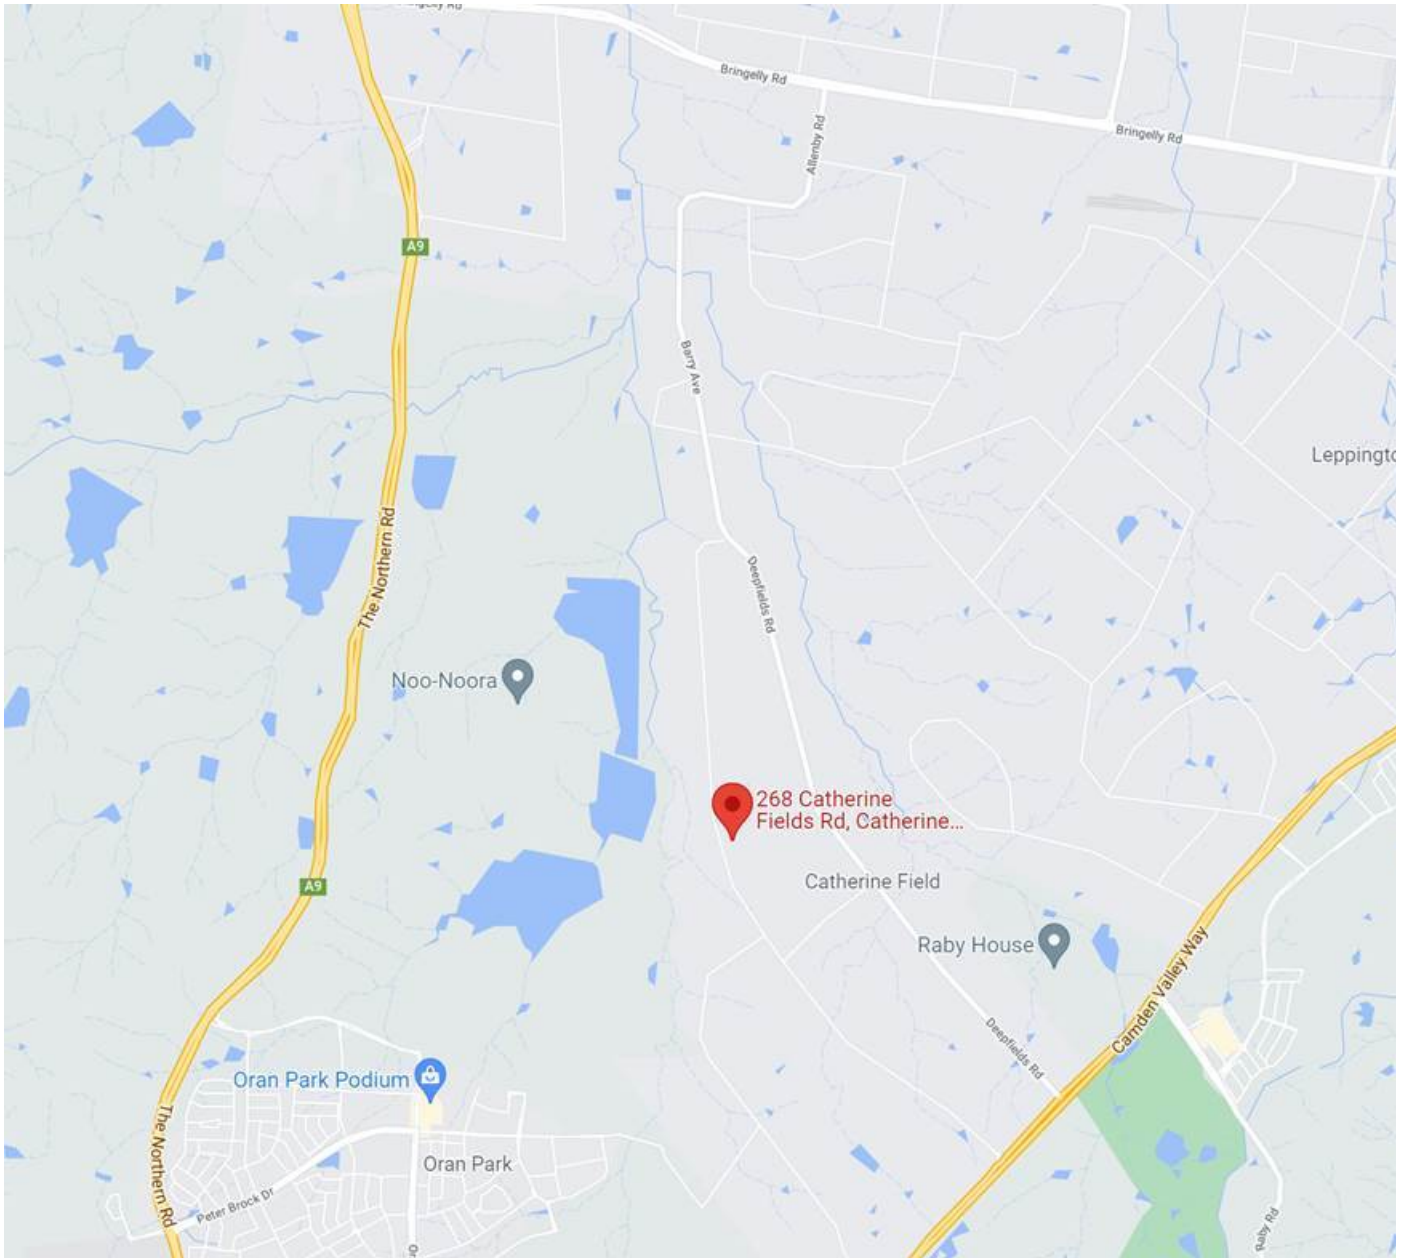 Bringelly Rd
Bringelly Rd
Bringelly Rd
Allenby Rd
A9
Barry Ave
Leppingto
The Northern Rd
Deepfields Rd
Noo-Noora
268 Catherine
Fields Rd, Catherine...
Catherine Field
A9
Raby House
Camden Valley Way
Deepfields Rd
Oran Park Podium
The Northern Rd
Oran Park
Peter Brock Dr
Raby Rd